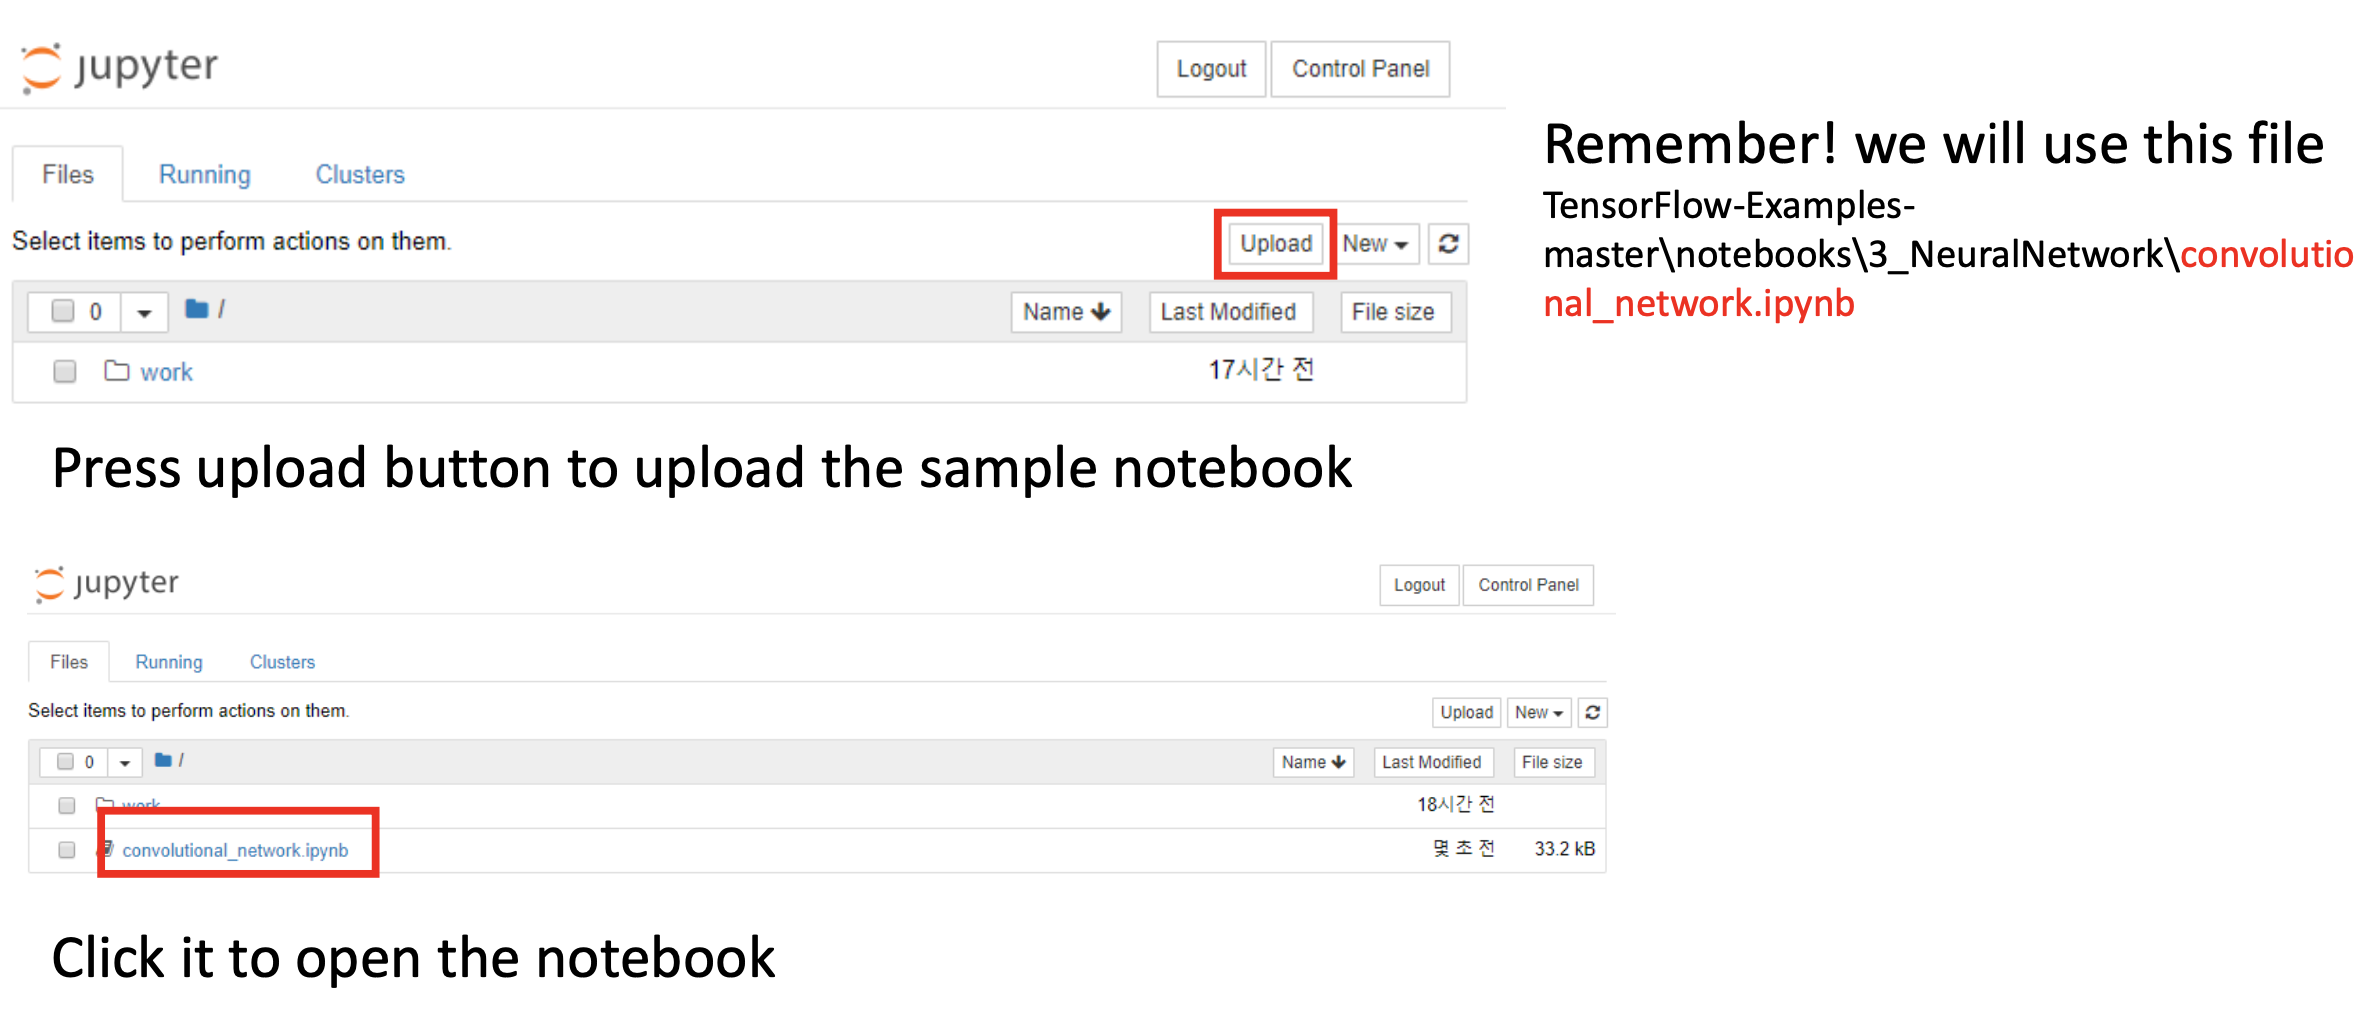 jupyter
Logout
Control Panel
Files
Running
Clusters
Select items to perform actions on them.
Upload
New
0
/
Name
Last Modified
File size
work
17시간 전
Remember! we will use this file
TensorFlow-Examples-
master\notebooks\3_NeuralNetwork\convolutio
nal_network.ipynb
Press upload button to upload the sample notebook
jupyter
Logout
Control Panel
Files
Running
Clusters
Select items to perform actions on them.
Upload
New
0
/
Name
Last Modified
File size
work
18시간 전
convolutional_network.ipynb
몇 초 전
33.2 kB
Click it to open the notebook